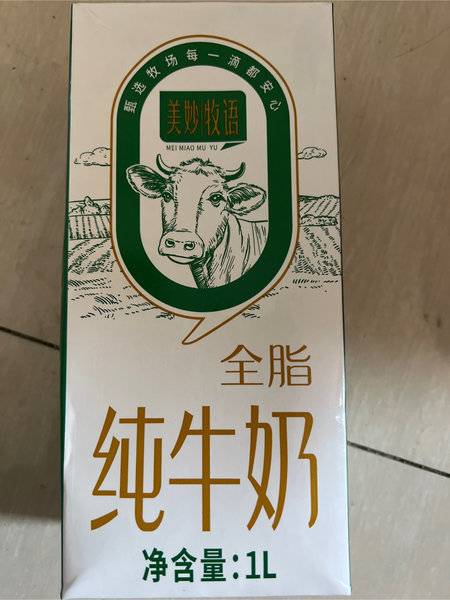 甄选牧场每一滴都安心
美妙牧语
MEI MIAO MU YU
全脂
纯牛奶
净含量:1L